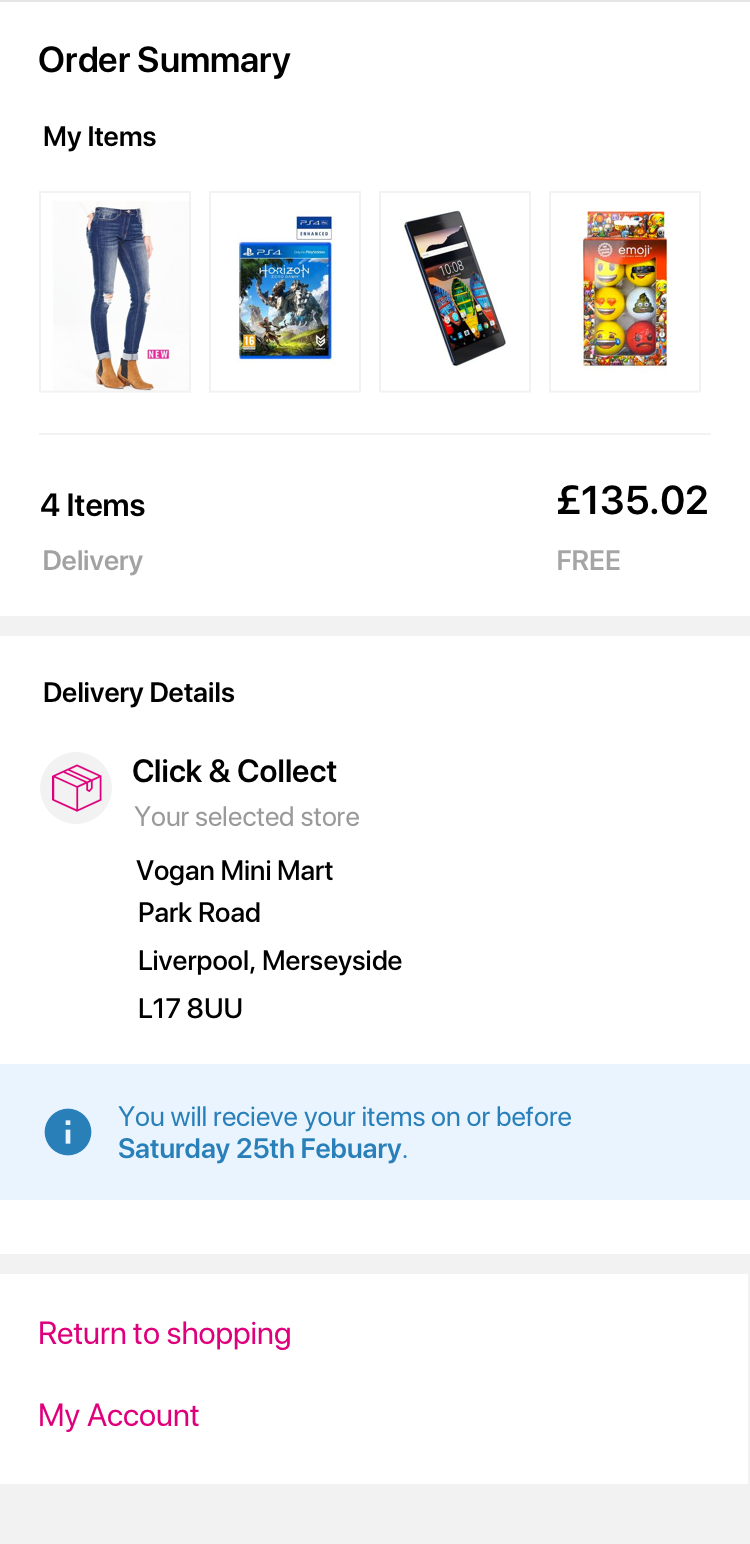 Order Summary
My Items
NEW
PS4 PRO
ENHANCED
PS4
HORIZON
ZERO DAWN
16
10:08
emoji
4 Items
£135.02
Delivery
FREE
Delivery Details
Click & Collect
Your selected store
Vogan Mini Mart
Park Road
Liverpool, Merseyside
L17 8UU
i
You will recieve your items on or before
Saturday 25th Febuary.
Return to shopping
My Account